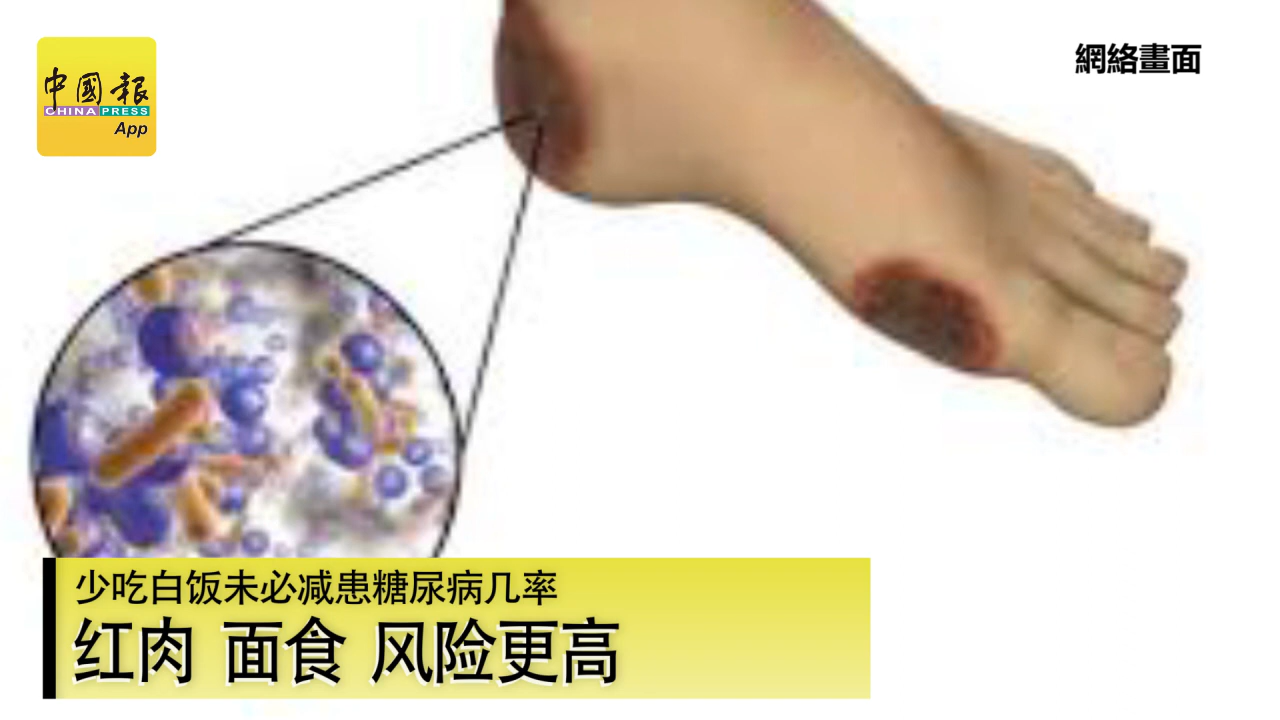 中國報
CHINA PRESS
App
網絡畫面
少吃白饭未必减患糖尿病几率
红肉 面食 风险更高